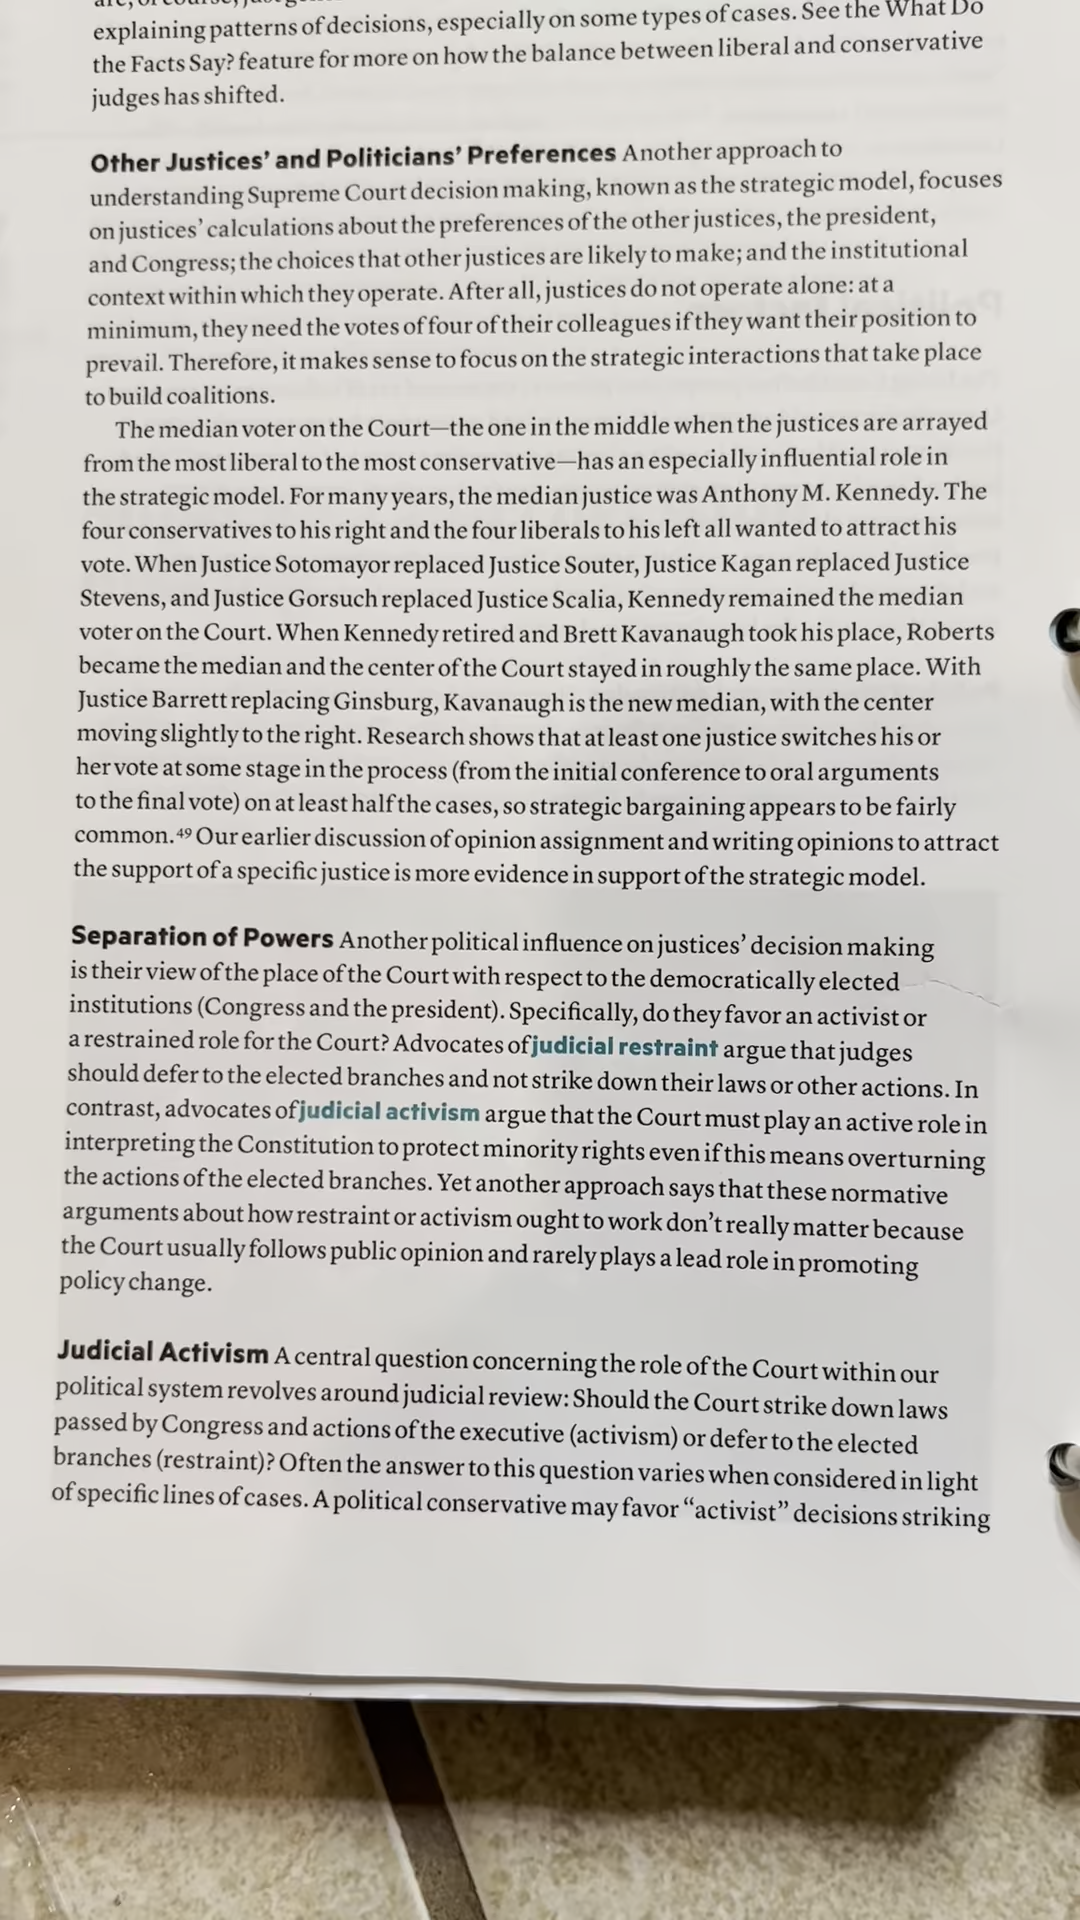 explaining patterns of decisions, especially on some types of cases. See the What Do
the Facts Say? feature for more on how the balance between liberal and conservative
judges has shifted.
Other Justices’ and Politicians’ Preferences Another approach to
understanding Supreme Court decision making, known as the strategic model, focuses
on justices’ calculations about the preferences of the other justices, the president,
and Congress; the choices that other justices are likely to make; and the institutional
context within which they operate. After all, justices do not operate alone: at a
minimum, they need the votes of four of their colleagues if they want their position to
prevail. Therefore, it makes sense to focus on the strategic interactions that take place
to build coalitions.
The median voter on the Court—the one in the middle when the justices are arrayed
from the most liberal to the most conservative—has an especially influential role in
the strategic model. For many years, the median justice was Anthony M. Kennedy. The
four conservatives to his right and the four liberals to his left all wanted to attract his
vote. When Justice Sotomayor replaced Justice Souter, Justice Kagan replaced Justice
Stevens, and Justice Gorsuch replaced Justice Scalia, Kennedy remained the median
voter on the Court. When Kennedy retired and Brett Kavanaugh took his place, Roberts
became the median and the center of the Court stayed in roughly the same place. With
Justice Barrett replacing Ginsburg, Kavanaugh is the new median, with the center
moving slightly to the right. Research shows that at least one justice switches his or
her vote at some stage in the process (from the initial conference to oral arguments
to the final vote) on at least half the cases, so strategic bargaining appears to be fairly
common.⁴⁹ Our earlier discussion of opinion assignment and writing opinions to attract
the support of a specific justice is more evidence in support of the strategic model.
Separation of Powers Another political influence on justices’ decision making
is their view of the place of the Court with respect to the democratically elected
institutions (Congress and the president). Specifically, do they favor an activist or
a restrained role for the Court? Advocates of judicial restraint argue that judges
should defer to the elected branches and not strike down their laws or other actions. In
contrast, advocates of judicial activism argue that the Court must play an active role in
interpreting the Constitution to protect minority rights even if this means overturning
the actions of the elected branches. Yet another approach says that these normative
arguments about how restraint or activism ought to work don’t really matter because
the Court usually follows public opinion and rarely plays a lead role in promoting
policy change.
Judicial Activism A central question concerning the role of the Court within our
political system revolves around judicial review: Should the Court strike down laws
passed by Congress and actions of the executive (activism) or defer to the elected
branches (restraint)? Often the answer to this question varies when considered in light
of specific lines of cases. A political conservative may favor “activist” decisions striking